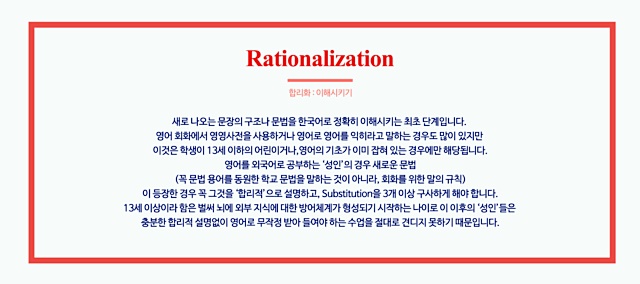 Rationalization
합리화 : 이해시키기
새로 나오는 문장의 구조나 문법을 한국어로 정확히 이해시키는 최초 단계입니다.
영어 회화에서 영영사전을 사용하거나 영어로 영어를 익히라고 말하는 경우도 많이 있지만
이것은 학생이 13세 이하의 어린이거나,영어의 기초가 이미 잡혀 있는 경우에만 해당됩니다.
영어를 외국어로 공부하는 '성인'의 경우 새로운 문법
(꼭 문법 용어를 동원한 학교 문법을 말하는 것이 아니라, 회화를 위한 말의 규칙)
이 등장한 경우 꼭 그것을 '합리적'으로 설명하고, Substitution을 3개 이상 구사하게 해야 합니다.
13세 이상이라 함은 벌써 뇌에 외부 지식에 대한 방어체계가 형성되기 시작하는 나이로 이 이후의 '성인'들은
충분한 합리적 설명없이 영어로 무작정 받아 들여야 하는 수업을 절대로 견디지 못하기 때문입니다.